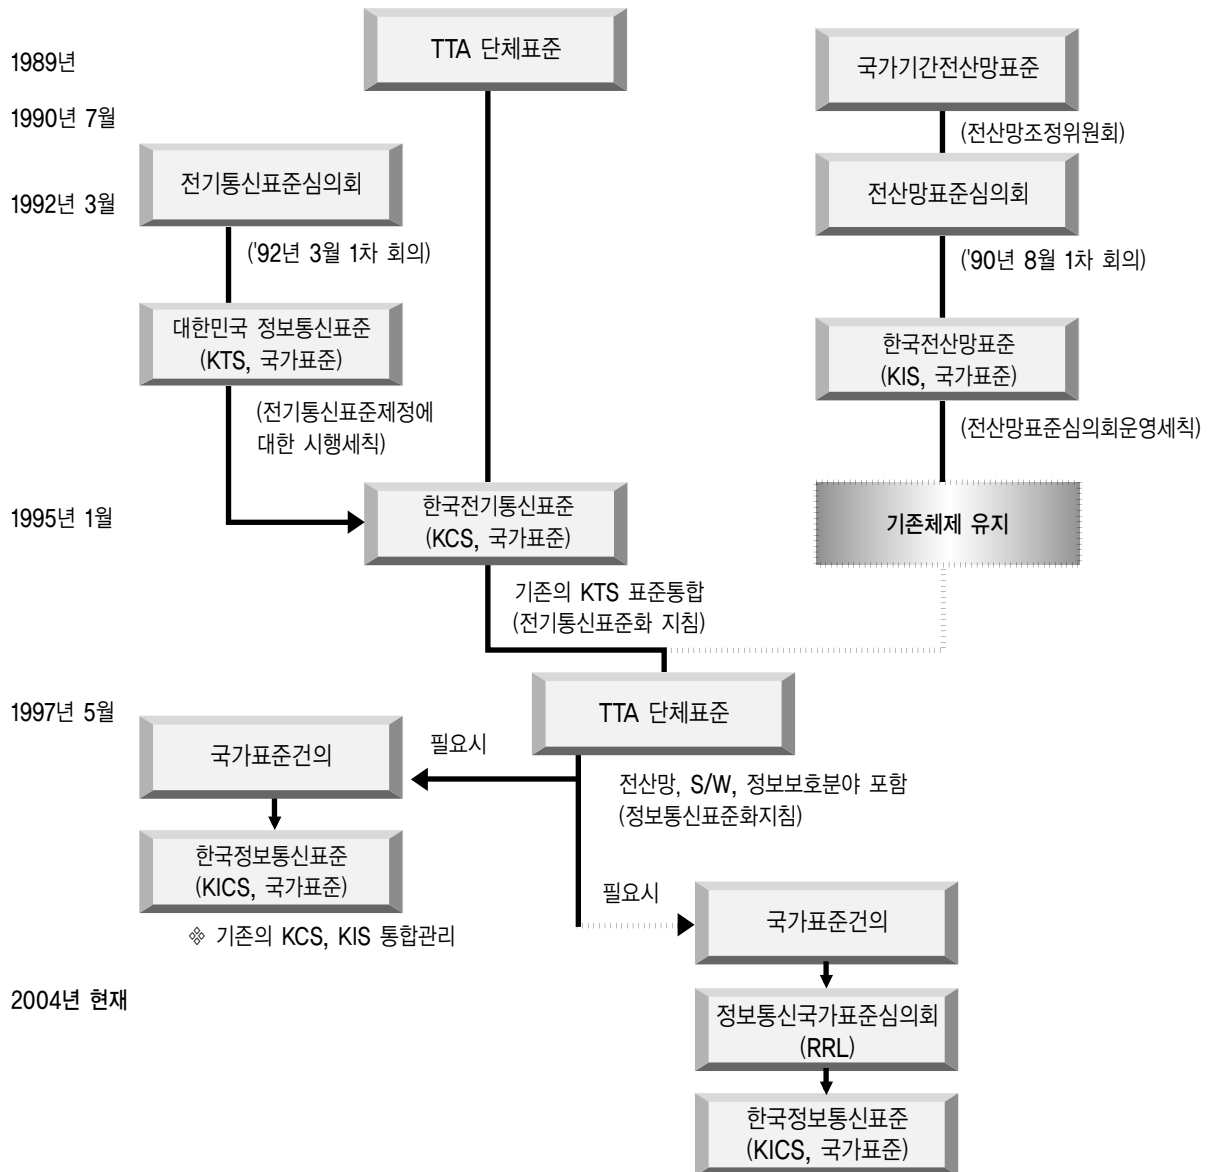 TTA 단체표준
1989년
국가기간전산망표준
1990년 7월
(전산망조정위원회)
전기통신표준심의회
전산망표준심의회
1992년 3월
('92년 3월 1차 회의)
('90년 8월 1차 회의)
대한민국 정보통신표준
(KTS, 국가표준)
한국전산망표준
(KIS, 국가표준)
(전기통신표준제정에
대한 시행세칙)
(전산망표준심의회운영세칙)
1995년 1월
한국전기통신표준
(KCS, 국가표준)
기존체제 유지
기존의 KTS 표준통합
(전기통신표준화 지침)
1997년 5월
TTA 단체표준
국가표준건의
필요시
전산망, S/W, 정보보호분야 포함
(정보통신표준화지침)
한국정보통신표준
(KICS, 국가표준)
※ 기존의 KCS, KIS 통합관리
필요시
국가표준건의
2004년 현재
정보통신국가표준심의회
(RRL)
한국정보통신표준
(KICS, 국가표준)